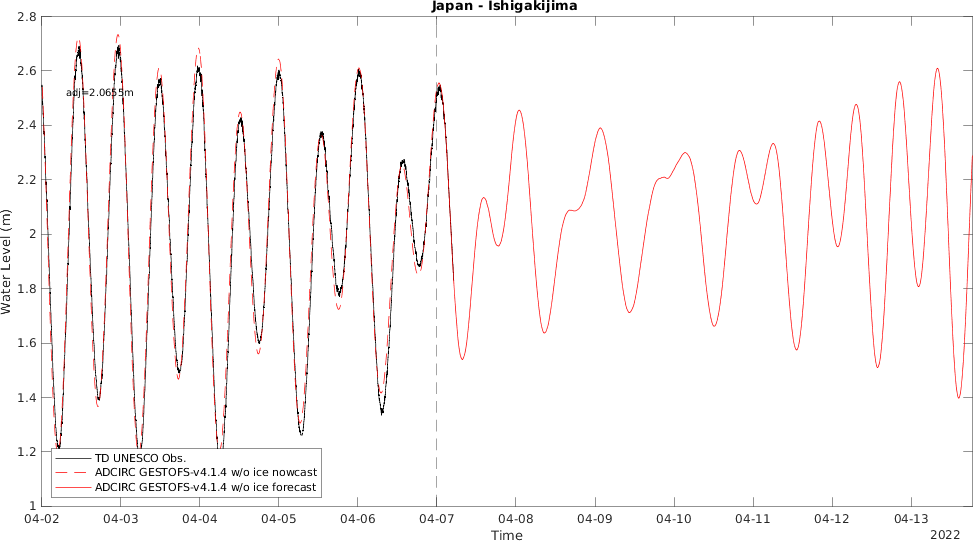 Japan - Ishigakijima
Water Level (m)
2.8
2.6
2.4
2.2
2
1.8
1.6
1.4
1.2
1
adj=2.0655m
TD UNESCO Obs.
ADCIRC GESTOFS-v4.1.4 w/o ice nowcast
ADCIRC GESTOFS-v4.1.4 w/o ice forecast
04-02 04-03 04-04 04-05 04-06 04-07 04-08 04-09 04-10 04-11 04-12 04-13
Time
2022